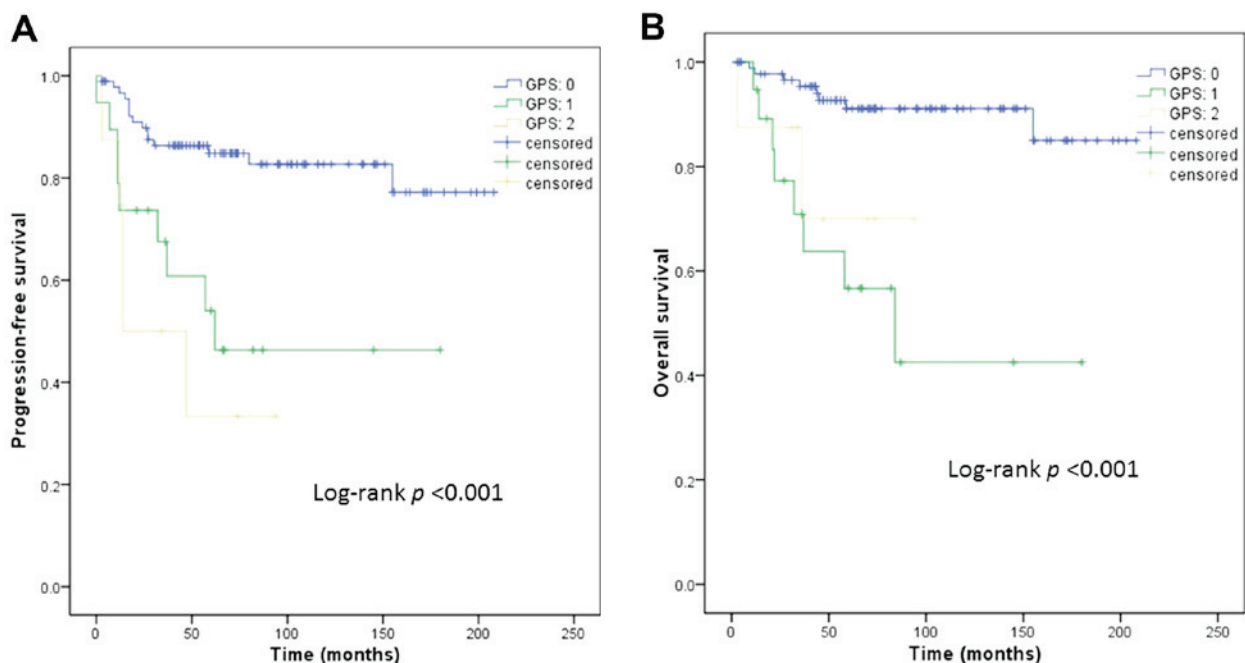 A
Progression-free survival
1.0
0.8
0.6
0.4
0.2
0.0
GPS: 0
GPS: 1
GPS: 2
censored
censored
censored
Log-rank p <0.001
0 50 100 150 200 250
Time (months)
B
Overall survival
1.0
0.8
0.6
0.4
0.2
0.0
GPS: 0
GPS: 1
GPS: 2
censored
censored
censored
Log-rank p <0.001
0 50 100 150 200 250
Time (months)